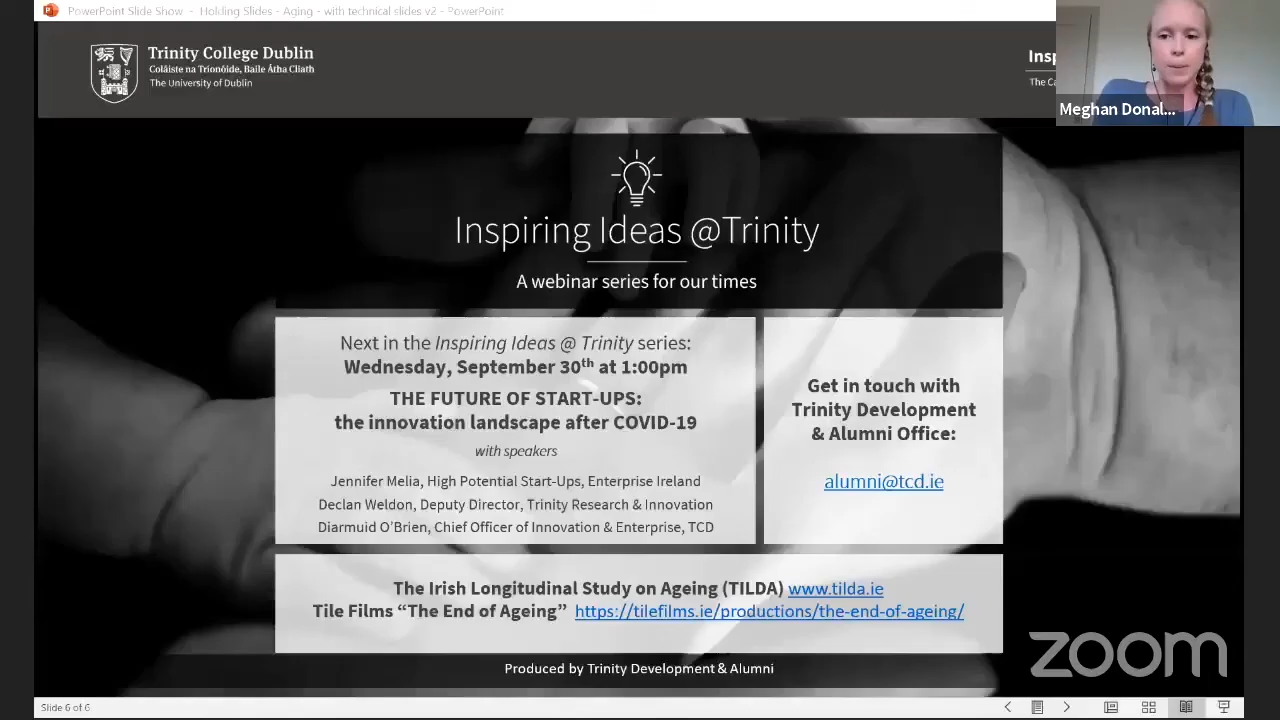 PowerPoint Slide Show - Holding Slides - Aging - with technical slides v2 - PowerPoint
Trinity College Dublin
Coláiste na Tríonóide, Baile Átha Cliath
The University of Dublin
Insp
The Ca
Meghan Donal...
Inspiring Ideas @Trinity
A webinar series for our times
Next in the Inspiring Ideas @ Trinity series:
Wednesday, September 30th at 1:00pm
THE FUTURE OF START-UPS:
the innovation landscape after COVID-19
with speakers
Jennifer Melia, High Potential Start-Ups, Enterprise Ireland
Declan Weldon, Deputy Director, Trinity Research & Innovation
Diarmuid O'Brien, Chief Officer of Innovation & Enterprise, TCD
Get in touch with
Trinity Development
& Alumni Office:
alumni@tcd.ie
The Irish Longitudinal Study on Ageing (TILDA) www.tilda.ie
Tile Films “The End of Ageing” https://tilefilms.ie/productions/the-end-of-ageing/
Produced by Trinity Development & Alumni
zoom
Slide 6 of 6